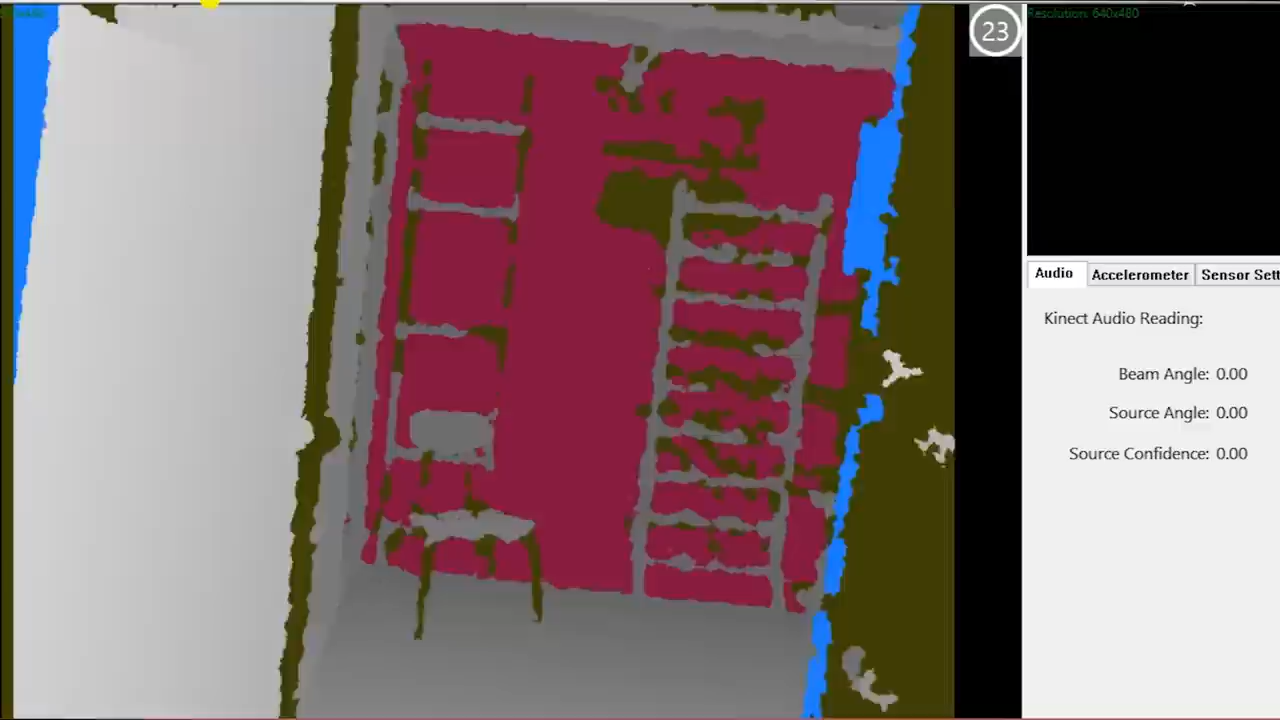 23
Resolution: 640x480
Audio
Accelerometer
Sensor Sett
Kinect Audio Reading:
Beam Angle: 0.00
Source Angle: 0.00
Source Confidence: 0.00